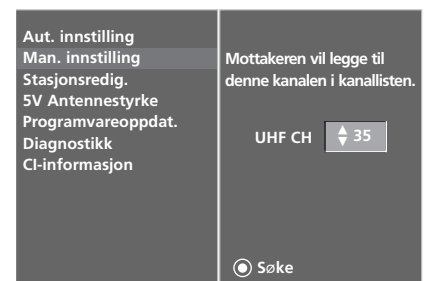 Aut. innstilling
Man. innstilling
Stasjonsredig.
5V Antennestyrke
Programvareoppdat.
Diagnostikk
CI-informasjon
Mottakeren vil legge til
denne kanalen i kanallisten.
UHF CH 35
Søke